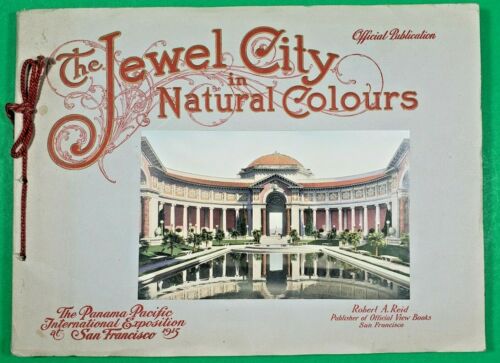 Official Publication
The Jewel City
in
Natural Colours
The Panama-Pacific
International Exposition
at San Francisco 1915
Robert A. Reid
Publisher of Official View Books
San Francisco